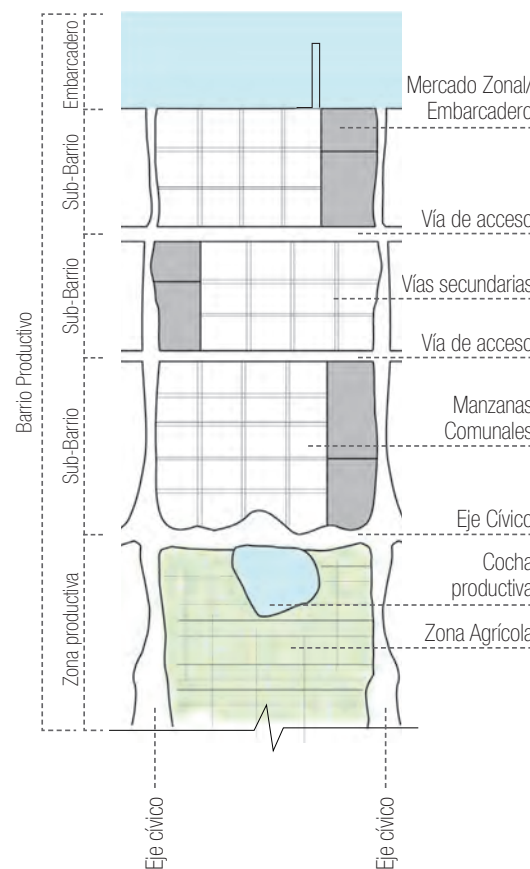 Barrio Productivo
Embarcadero
Sub-Barrio
Sub-Barrio
Sub-Barrio
Zona productiva
Mercado Zonal/
Embarcadero
Vía de acceso
Vías secundarias
Vía de acceso
Manzanas
Comunales
Eje Cívico
Cocha
productiva
Zona Agrícola
Eje cívico
Eje cívico